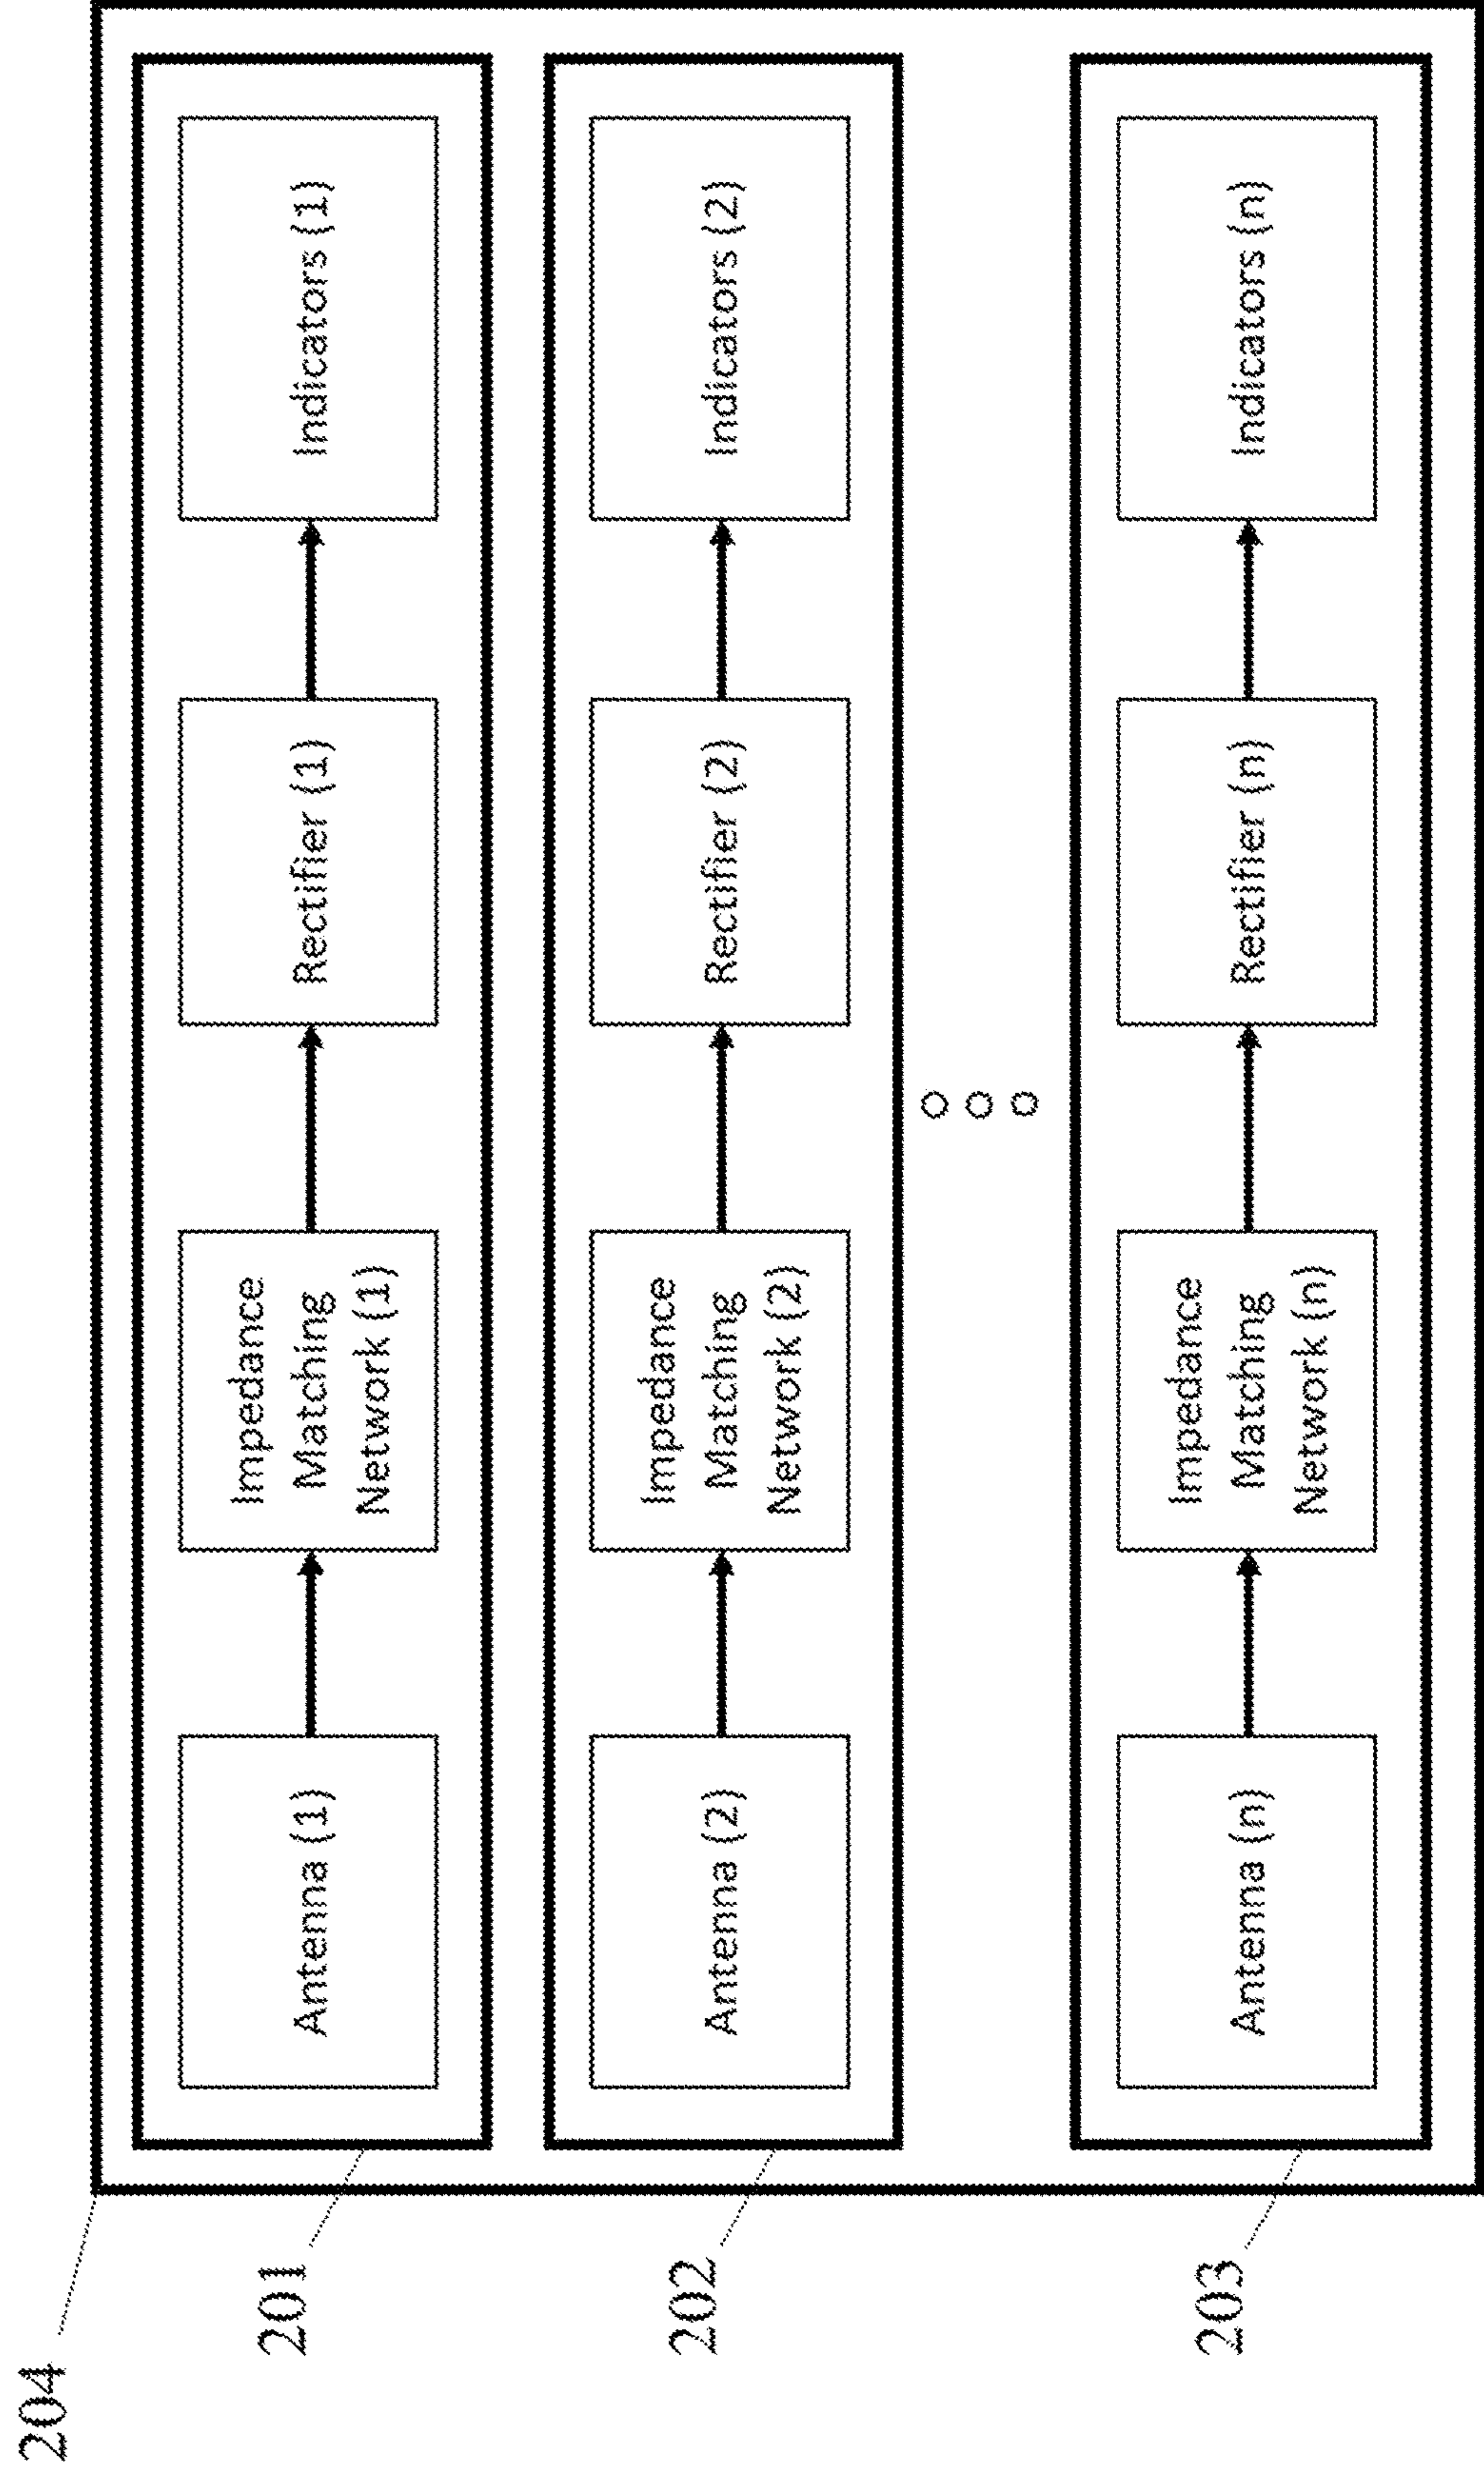 204
201
Antenna (1)
Impedance
Matching
Network (1)
Rectifier (1)
Indicators (1)
202
Antenna (2)
Impedance
Matching
Network (2)
Rectifier (2)
Indicators (2)
203
Antenna (n)
Impedance
Matching
Network (n)
Rectifier (n)
Indicators (n)